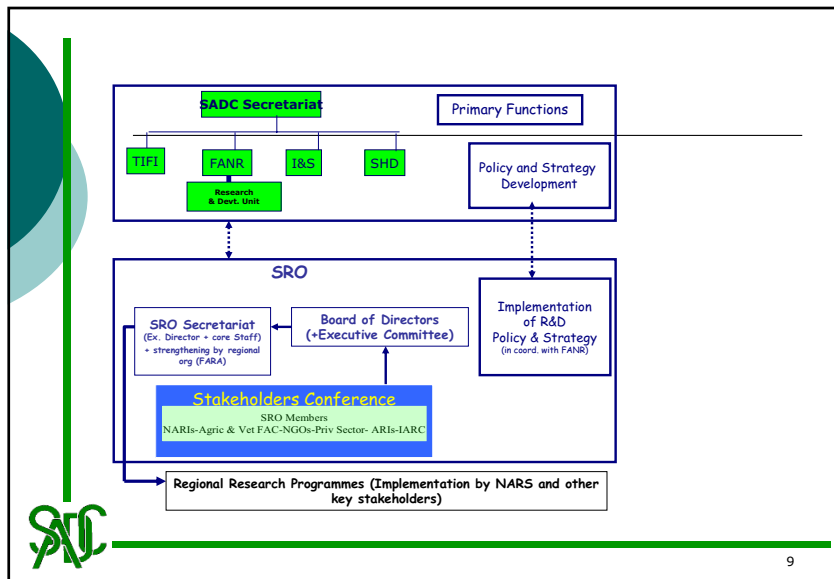 SADC Secretariat
Primary Functions
TIFI
FANR
I&S
SHD
Research
& Devt. Unit
Policy and Strategy
Development
SRO
SRO Secretariat
(Ex. Director + core Staff)
+ strengthening by regional
org (FARA)
Board of Directors
(+Executive Committee)
Implementation
of R&D
Policy & Strategy
(in coord. with FANR)
Stakeholders Conference
SRO Members
NARIs-Agric & Vet FAC-NGOs-Priv Sector- ARIs-IARC
Regional Research Programmes (Implementation by NARS and other
key stakeholders)
SADC
9